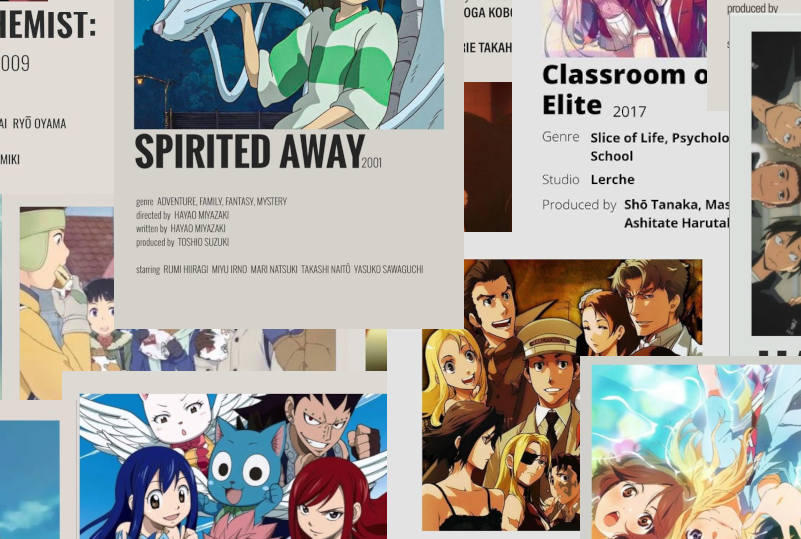 HEMIST:
009
AI RYŌ OYAMA
MIKI
SPIRITED AWAY 2001
genre ADVENTURE, FAMILY, FANTASY, MYSTERY
directed by HAYAO MIYAZAKI
written by HAYAO MIYAZAKI
produced by TOSHIO SUZUKI
starring RUMI HIIRAGI MIYU IRNO MARI NATSUKI TAKASHI NAITŌ YASUKO SAWAGUCHI
OGA KOBO
RIE TAKAH
Classroom o
Elite 2017
Genre Slice of Life, Psycholo
School
Studio Lerche
Produced by Shō Tanaka, Mas
Ashitate Harutal
produced by